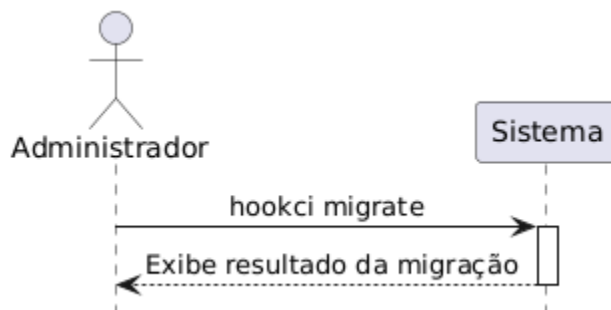 Administrador
Sistema
hookci migrate
Exibe resultado da migração